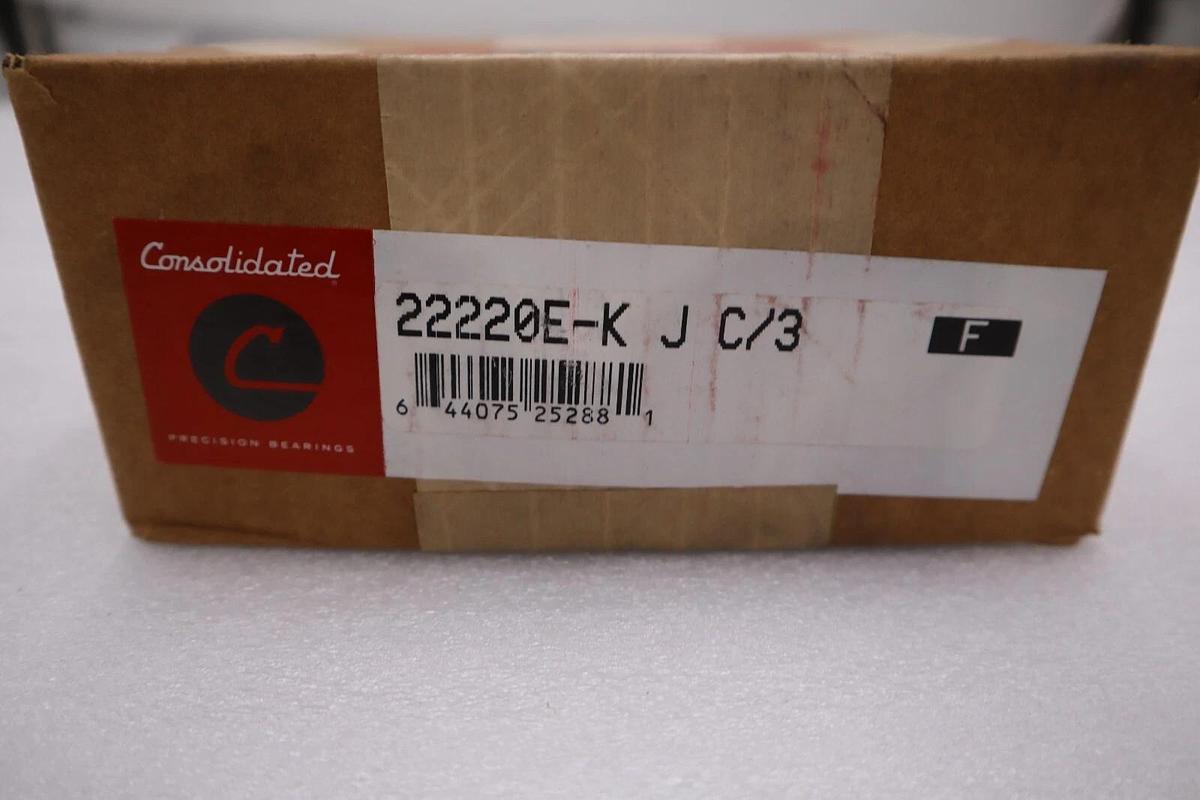 Consolidated
C
PRECISION BEARINGS
22220E-K J C/3
F
6 44075 25288 1